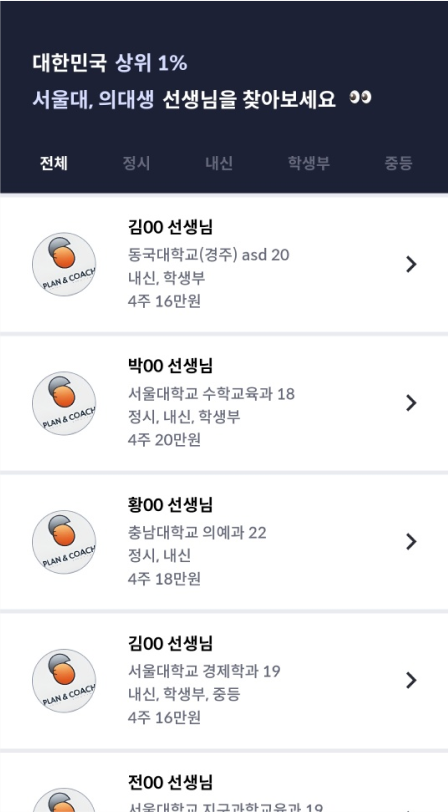 대한민국 상위 1%
서울대, 의대생 선생님을 찾아보세요 👀
전체 정시 내신 학생부 중등
PLAN & COACH
김00 선생님
동국대학교(경주) asd 20
내신, 학생부
4주 16만원
PLAN & COACH
박00 선생님
서울대학교 수학교육과 18
정시, 내신, 학생부
4주 20만원
PLAN & COACH
황00 선생님
충남대학교 의예과 22
정시, 내신
4주 18만원
PLAN & COACH
김00 선생님
서울대학교 경제학과 19
내신, 학생부, 중등
4주 16만원
전00 선생님
서울대학교 지구과학교육과 19